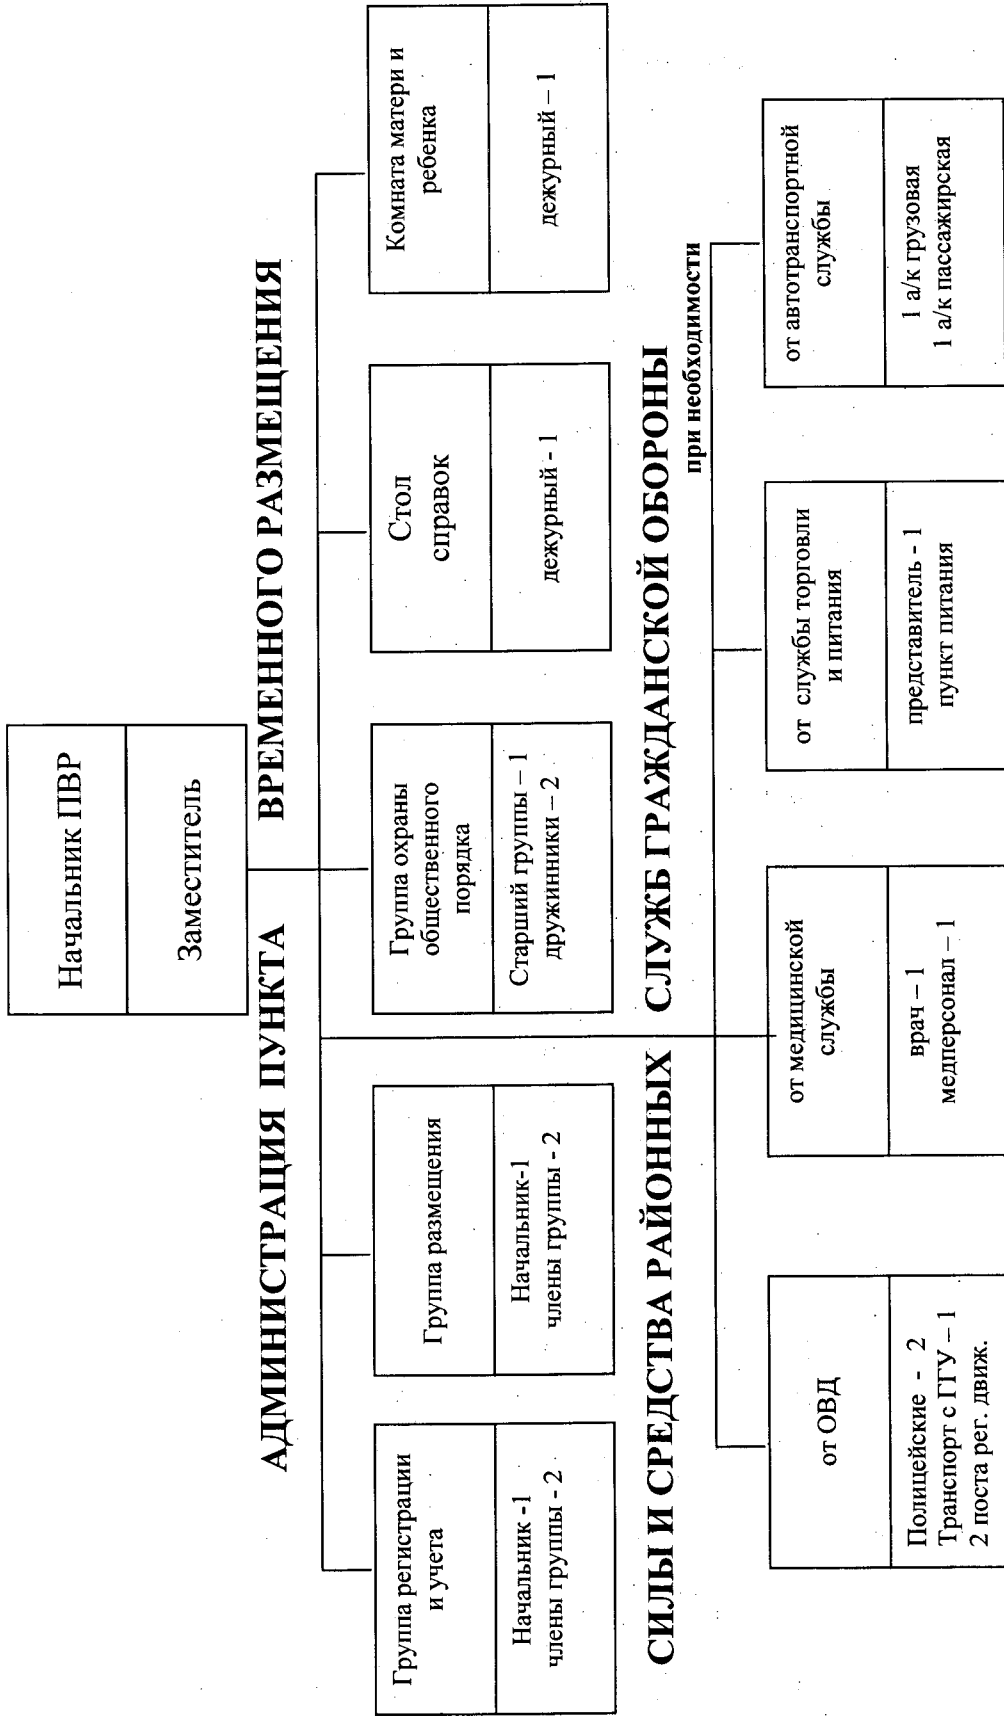 Начальник ПВР
Заместитель
АДМИНИСТРАЦИЯ ПУНКТА ВРЕМЕННОГО РАЗМЕЩЕНИЯ
Группа регистрации
и учета
Начальник -1
члены группы - 2
Группа размещения
Начальник-1
члены группы - 2
Группа охраны
общественного
порядка
Старший группы – 1
дружинники – 2
Стол
справок
дежурный - 1
Комната матери и
ребенка
дежурный – 1
СИЛЫ И СРЕДСТВА РАЙОННЫХ СЛУЖБ ГРАЖДАНСКОЙ ОБОРОНЫ
при необходимости
от ОВД
Полицейские - 2
Транспорт с ГГУ – 1
2 поста рег. движ.
от медицинской
службы
врач – 1
медперсонал – 1
от службы торговли
и питания
представитель - 1
пункт питания
от автотранспортной
службы
1 а/к грузовая
1 а/к пассажирская